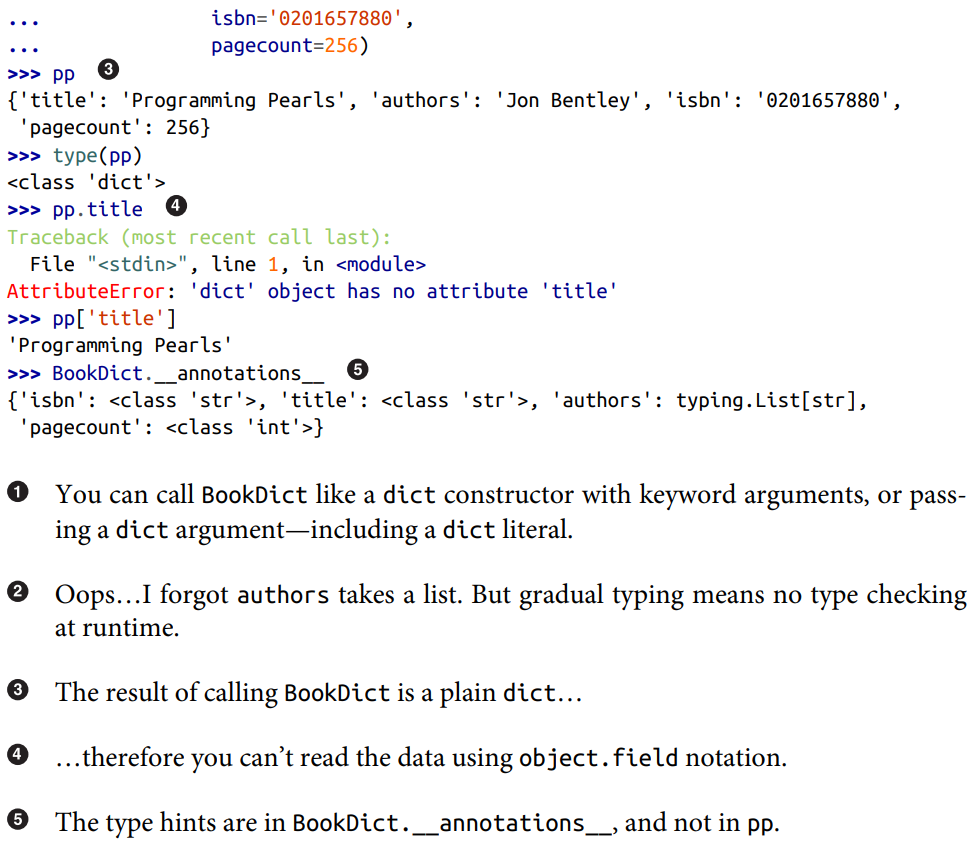 ...               isbn='0201657880',
...               pagecount=256)
>>> pp  ❸
{'title': 'Programming Pearls', 'authors': 'Jon Bentley', 'isbn': '0201657880',
 'pagecount': 256}
>>> type(pp)
<class 'dict'>
>>> pp.title  ❹
Traceback (most recent call last):
  File "<stdin>", line 1, in <module>
AttributeError: 'dict' object has no attribute 'title'
>>> pp['title']
'Programming Pearls'
>>> BookDict.__annotations__  ❺
{'isbn': <class 'str'>, 'title': <class 'str'>, 'authors': typing.List[str],
 'pagecount': <class 'int'>}
❶ You can call BookDict like a dict constructor with keyword arguments, or pass-
ing a dict argument—including a dict literal.
❷ Oops…I forgot authors takes a list. But gradual typing means no type checking
at runtime.
❸ The result of calling BookDict is a plain dict…
❹ …therefore you can’t read the data using object.field notation.
❺ The type hints are in BookDict.__annotations__, and not in pp.